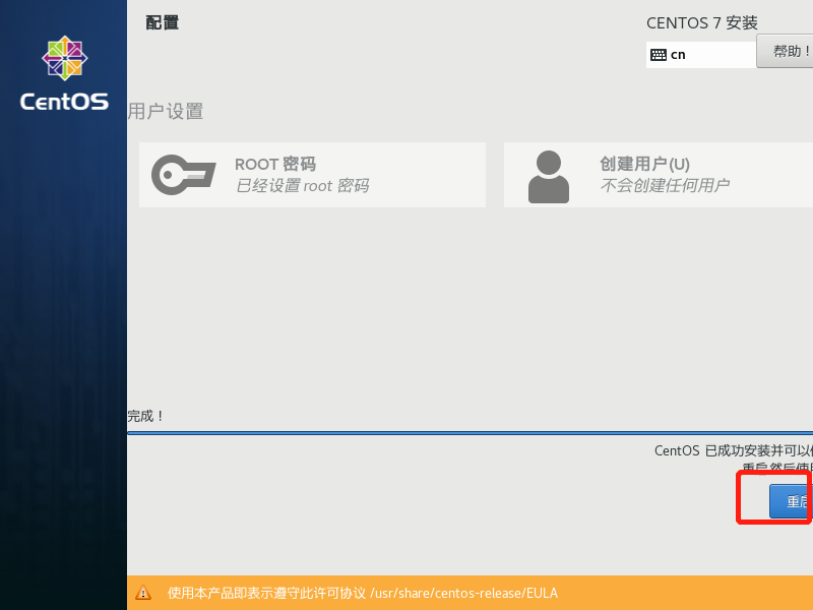 CentOS
配置
CENTOS 7 安装
cn
帮助！
用户设置
ROOT 密码
已经设置 root 密码
创建用户(U)
不会创建任何用户
完成！
CentOS 已成功安装并可以
重启然后使
重启
使用本产品即表示遵守此许可协议 /usr/share/centos-release/EULA